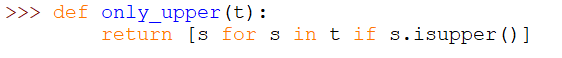 >>> def only_upper(t):
        return [s for s in t if s.isupper()]